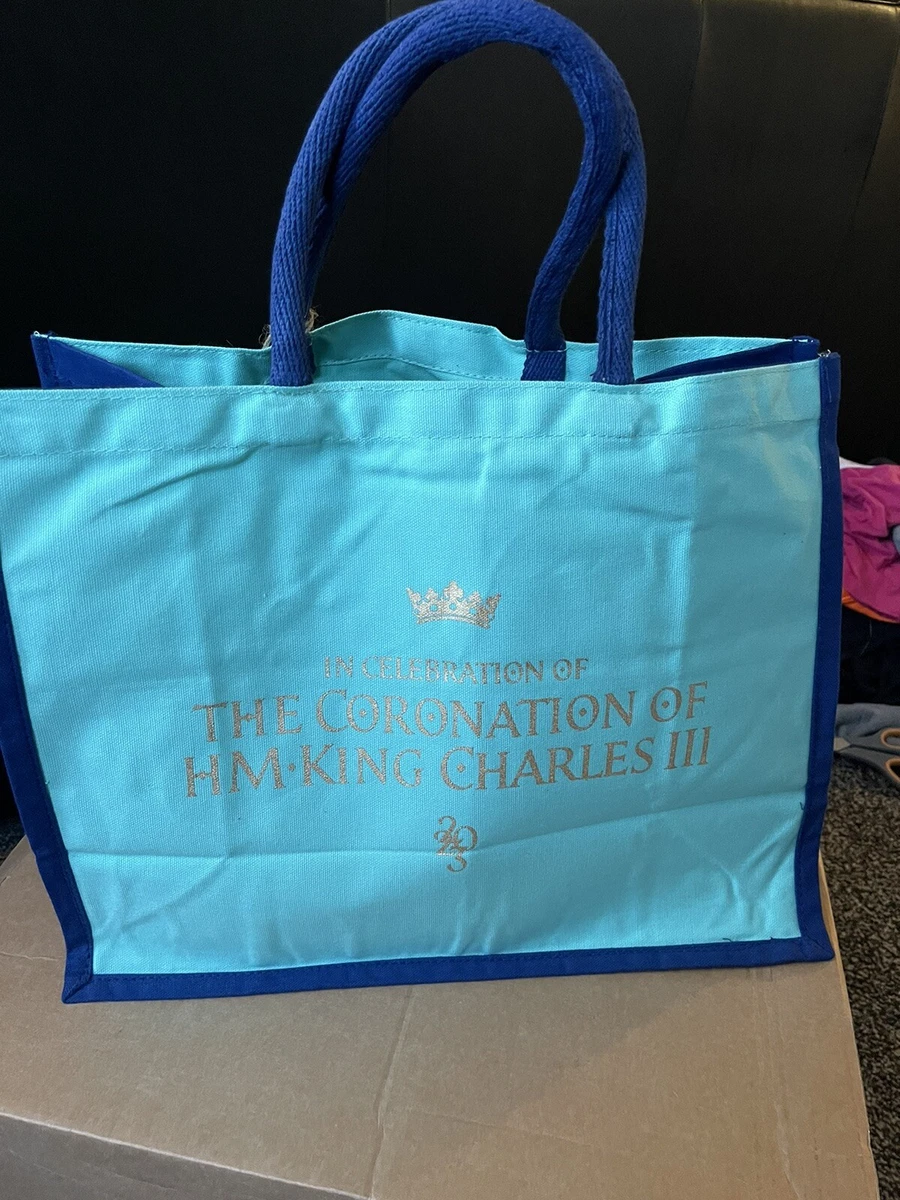 IN CELEBRATION OF
THE CORONATION OF
HM·KING CHARLES III
2023